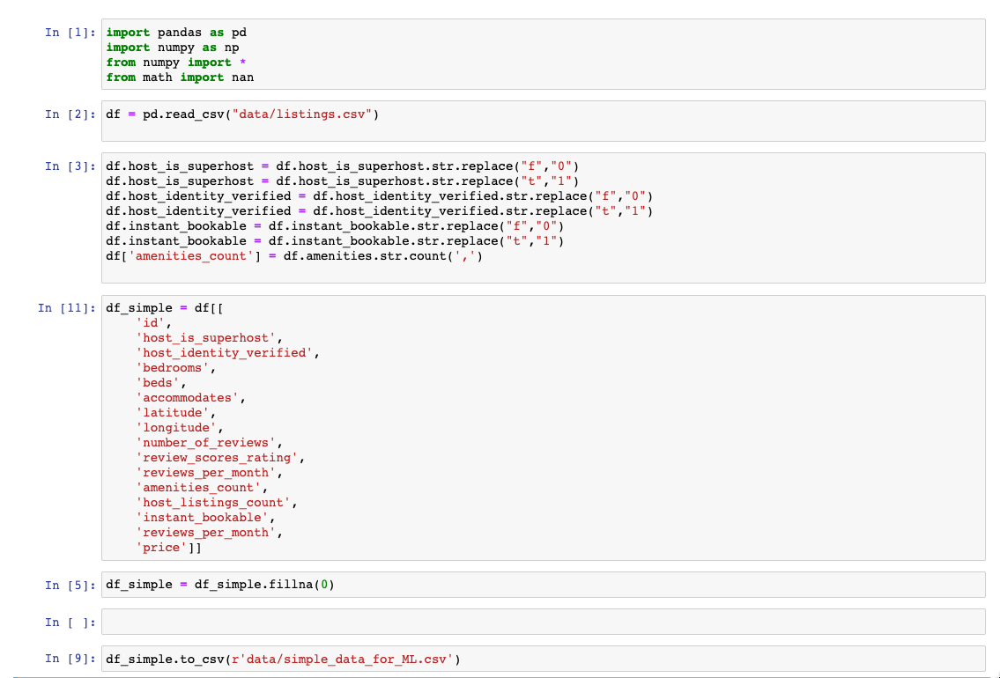 In [1]: import pandas as pd
import numpy as np
from numpy import *
from math import nan
In [2]: df = pd.read_csv("data/listings.csv")
In [3]: df.host_is_superhost = df.host_is_superhost.str.replace("f","0")
df.host_is_superhost = df.host_is_superhost.str.replace("t","1")
df.host_identity_verified = df.host_identity_verified.str.replace("f","0")
df.host_identity_verified = df.host_identity_verified.str.replace("t","1")
df.instant_bookable = df.instant_bookable.str.replace("f","0")
df.instant_bookable = df.instant_bookable.str.replace("t","1")
df['amenities_count'] = df.amenities.str.count(',')
In [11]: df_simple = df[[
    'id',
    'host_is_superhost',
    'host_identity_verified',
    'bedrooms',
    'beds',
    'accommodates',
    'latitude',
    'longitude',
    'number_of_reviews',
    'review_scores_rating',
    'reviews_per_month',
    'amenities_count',
    'host_listings_count',
    'instant_bookable',
    'reviews_per_month',
    'price']]
In [5]: df_simple = df_simple.fillna(0)
In [ ]:
In [9]: df_simple.to_csv(r'data/simple_data_for_ML.csv')